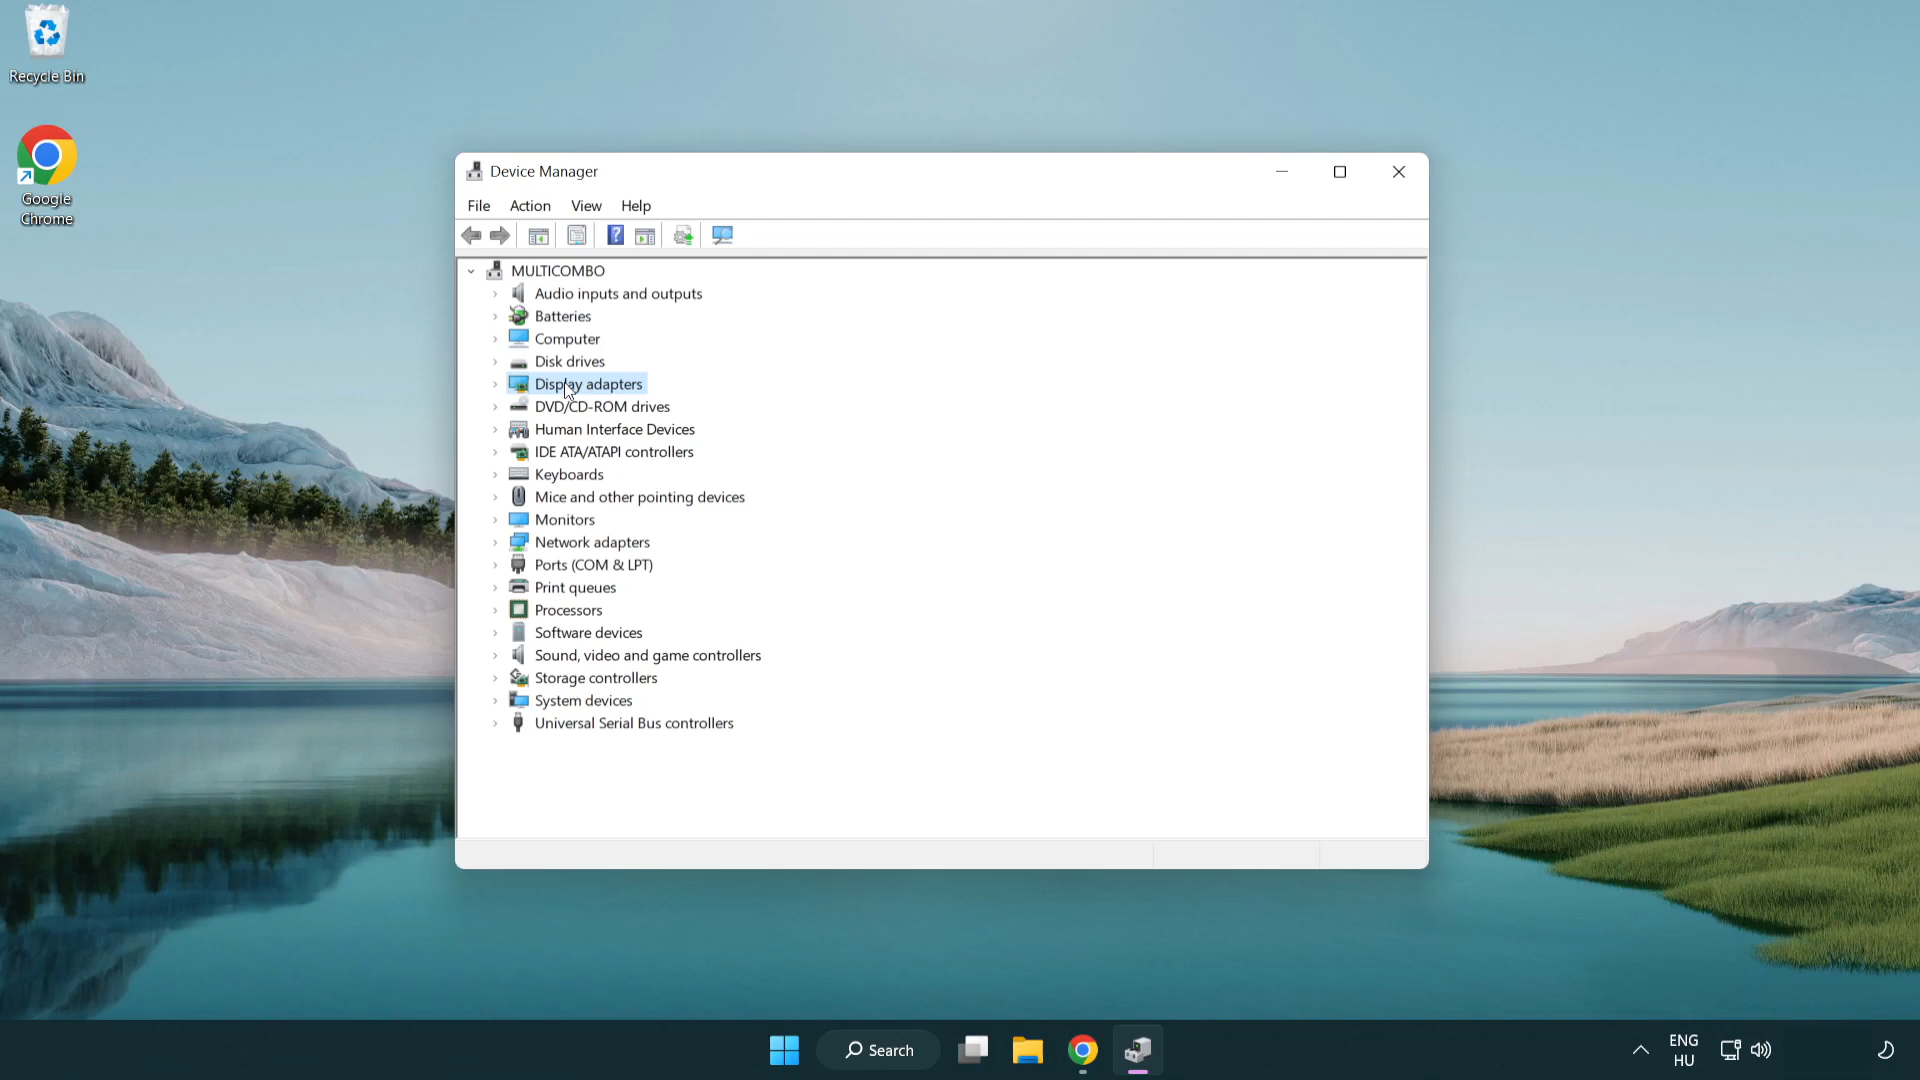 Recycle Bin
Google
Chrome
Device Manager
File Action View Help
MULTICOMBO
Audio inputs and outputs
Batteries
Computer
Disk drives
Display adapters
DVD/CD-ROM drives
Human Interface Devices
IDE ATA/ATAPI controllers
Keyboards
Mice and other pointing devices
Monitors
Network adapters
Ports (COM & LPT)
Print queues
Processors
Software devices
Sound, video and game controllers
Storage controllers
System devices
Universal Serial Bus controllers
Search
ENG
HU